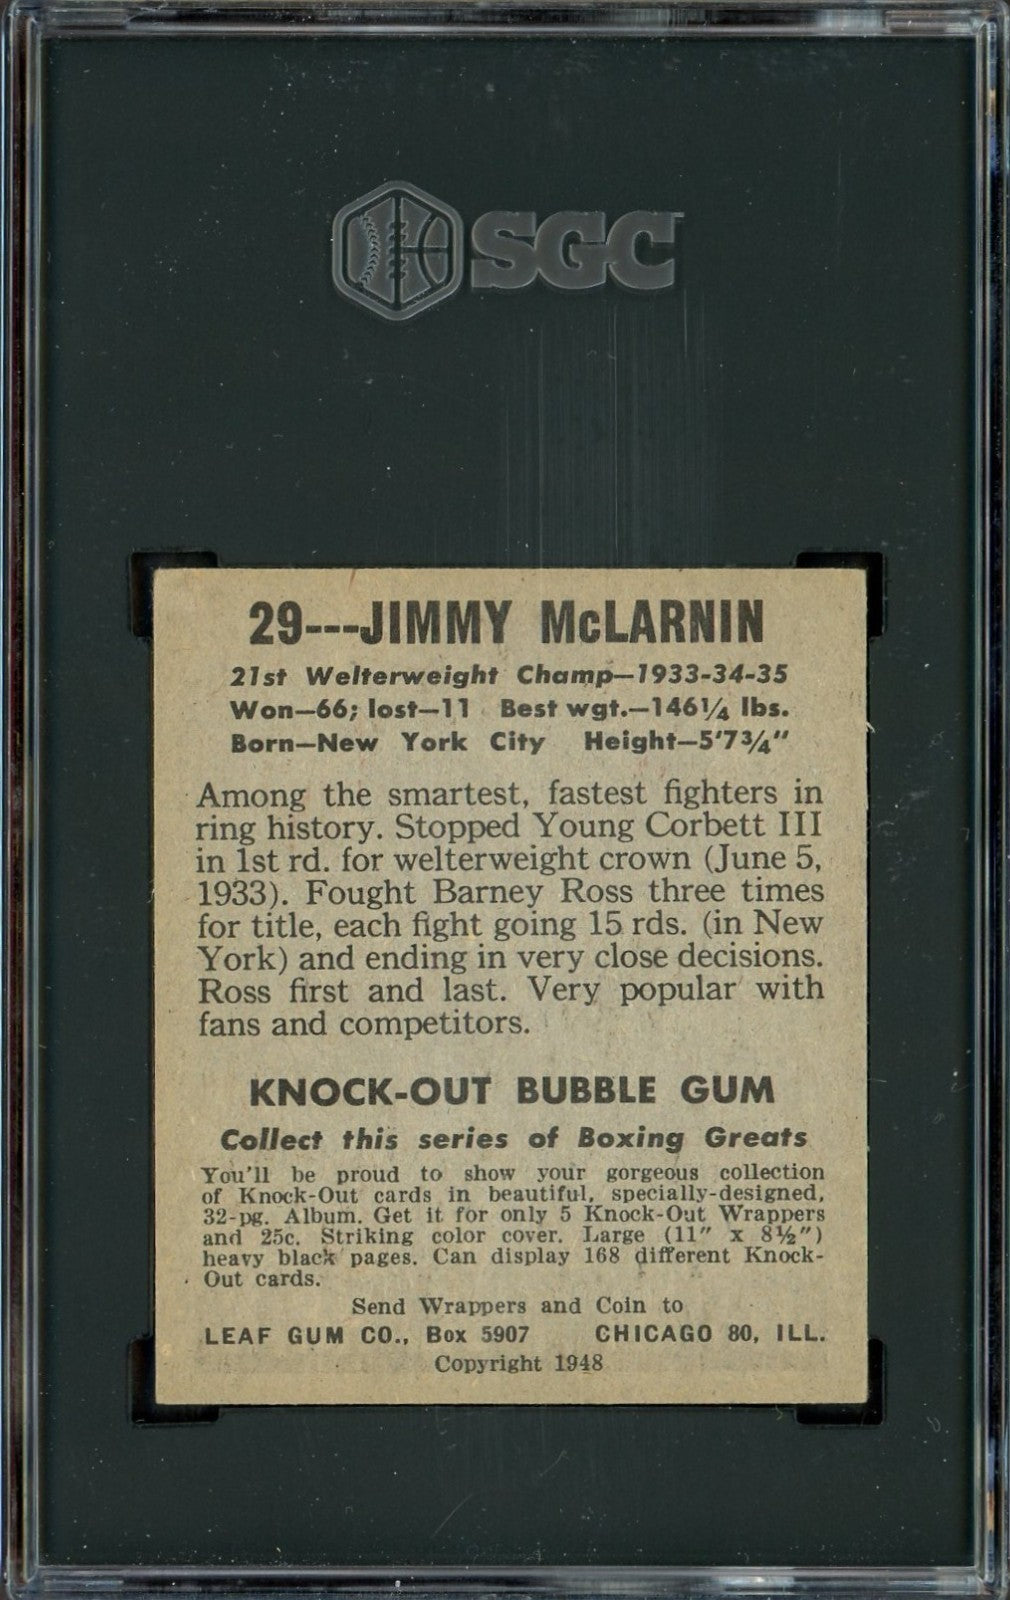 SGC
29---JIMMY McLARNIN
21st Welterweight Champ—1933-34-35
Won—66; lost—11 Best wgt.—146¼ lbs.
Born—New York City Height—5'7¾"
Among the smartest, fastest fighters in
ring history. Stopped Young Corbett III
in 1st rd. for welterweight crown (June 5,
1933). Fought Barney Ross three times
for title, each fight going 15 rds. (in New
York) and ending in very close decisions.
Ross first and last. Very popular with
fans and competitors.
KNOCK-OUT BUBBLE GUM
Collect this series of Boxing Greats
You'll be proud to show your gorgeous collection
of Knock-Out cards in beautiful, specially-designed,
32-pg. Album. Get it for only 5 Knock-Out Wrappers
and 25c. Striking color cover. Large (11" x 8½")
heavy black pages. Can display 168 different Knock-
Out cards.
Send Wrappers and Coin to
LEAF GUM CO., Box 5907 CHICAGO 80, ILL.
Copyright 1948